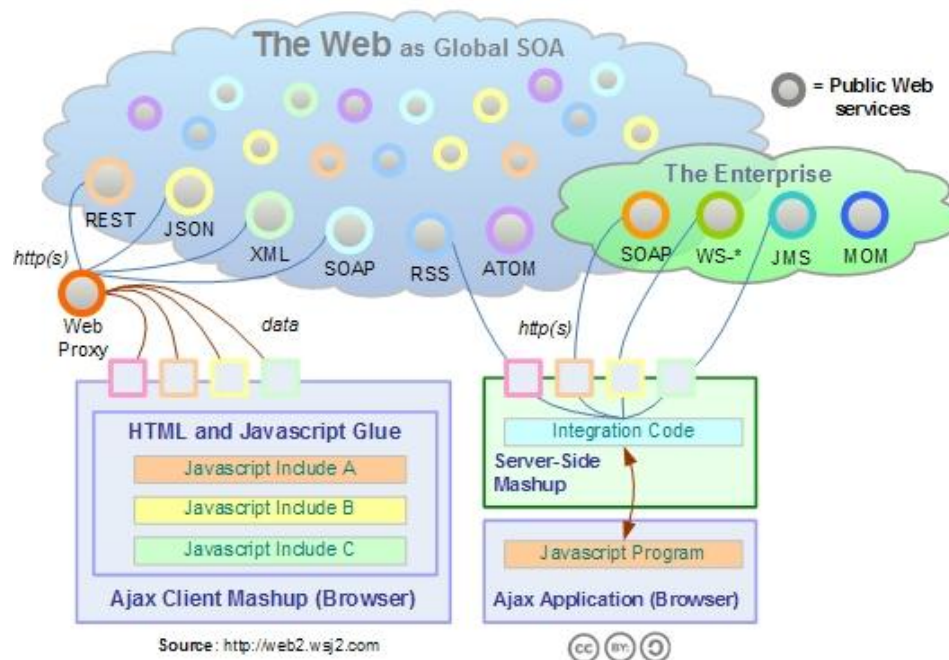 The Web as Global SOA
= Public Web
services
The Enterprise
REST
JSON
XML
SOAP
RSS
ATOM
SOAP
WS-*
JMS
MOM
http(s)
Web
Proxy
data
http(s)
HTML and Javascript Glue
Javascript Include A
Javascript Include B
Javascript Include C
Ajax Client Mashup (Browser)
Integration Code
Server-Side
Mashup
Javascript Program
Ajax Application (Browser)
Source: http://web2.wsj2.com
CC BY: